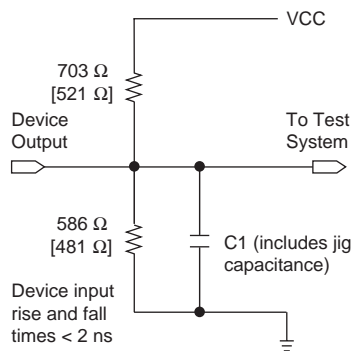 VCC
703 Ω
[521 Ω]
Device
Output
To Test
System
586 Ω
[481 Ω]
C1 (includes jig
capacitance)
Device input
rise and fall
times < 2 ns